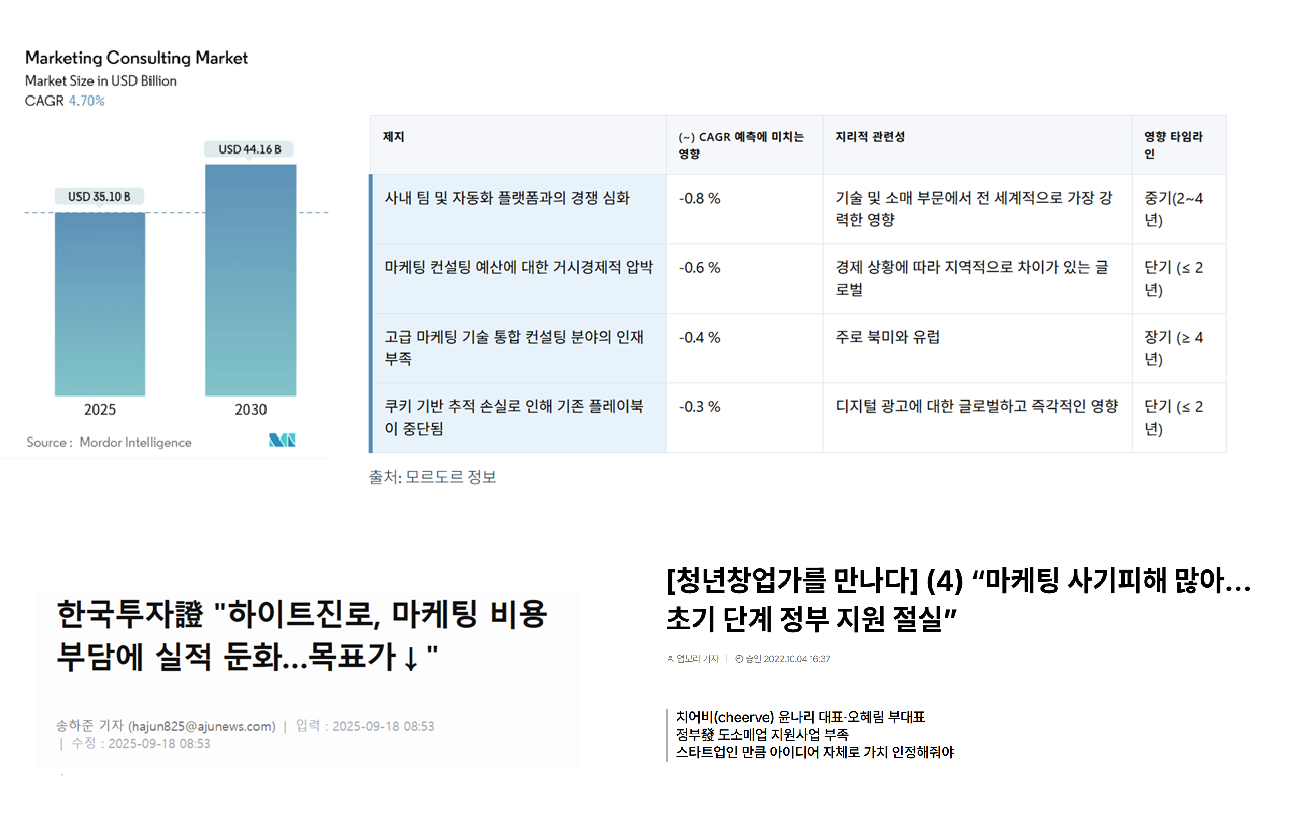 Marketing Consulting Market
Market Size in USD Billion
CAGR 4.70%
USD 35.10 B
USD 44.16 B
2025
2030
Source : Mordor Intelligence
제지
(~) CAGR 예측에 미치는
영향
지리적 관련성
영향 타임라
인
사내 팀 및 자동화 플랫폼과의 경쟁 심화
-0.8 %
기술 및 소매 부문에서 전 세계적으로 가장 강
력한 영향
중기(2~4
년)
마케팅 컨설팅 예산에 대한 거시경제적 압박
-0.6 %
경제 상황에 따라 지역적으로 차이가 있는 글
로벌
단기 (≤ 2
년)
고급 마케팅 기술 통합 컨설팅 분야의 인재
부족
-0.4 %
주로 북미와 유럽
장기 (≥ 4
년)
쿠키 기반 추적 손실로 인해 기존 플레이북
이 중단됨
-0.3 %
디지털 광고에 대한 글로벌하고 즉각적인 영향
단기 (≤ 2
년)
출처: 모르도르 정보
한국투자證 "하이트진로, 마케팅 비용
부담에 실적 둔화…목표가↓"
송하준 기자 (hajun825@ajunews.com) | 입력 : 2025-09-18 08:53
| 수정 : 2025-09-18 08:53
[청년창업가를 만나다] (4) “마케팅 사기피해 많아…
초기 단계 정부 지원 절실”
염보라 기자 | 승인 2022.10.04 16:37
치어비(cheerve) 윤나리 대표·오혜림 부대표
정부發 도소매업 지원사업 부족
스타트업인 만큼 아이디어 자체로 가치 인정해줘야